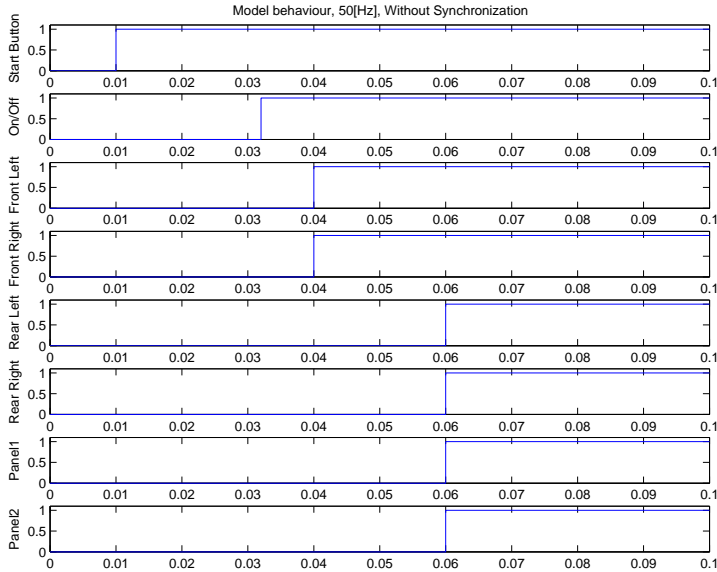 Model behaviour, 50[Hz], Without Synchronization
Start Button
1
0.5
0
0 0.01 0.02 0.03 0.04 0.05 0.06 0.07 0.08 0.09 0.1
On/Off
1
0.5
0
0 0.01 0.02 0.03 0.04 0.05 0.06 0.07 0.08 0.09 0.1
Front Left
1
0.5
0
0 0.01 0.02 0.03 0.04 0.05 0.06 0.07 0.08 0.09 0.1
Front Right
1
0.5
0
0 0.01 0.02 0.03 0.04 0.05 0.06 0.07 0.08 0.09 0.1
Rear Left
1
0.5
0
0 0.01 0.02 0.03 0.04 0.05 0.06 0.07 0.08 0.09 0.1
Rear Right
1
0.5
0
0 0.01 0.02 0.03 0.04 0.05 0.06 0.07 0.08 0.09 0.1
Panel1
1
0.5
0
0 0.01 0.02 0.03 0.04 0.05 0.06 0.07 0.08 0.09 0.1
Panel2
1
0.5
0
0 0.01 0.02 0.03 0.04 0.05 0.06 0.07 0.08 0.09 0.1